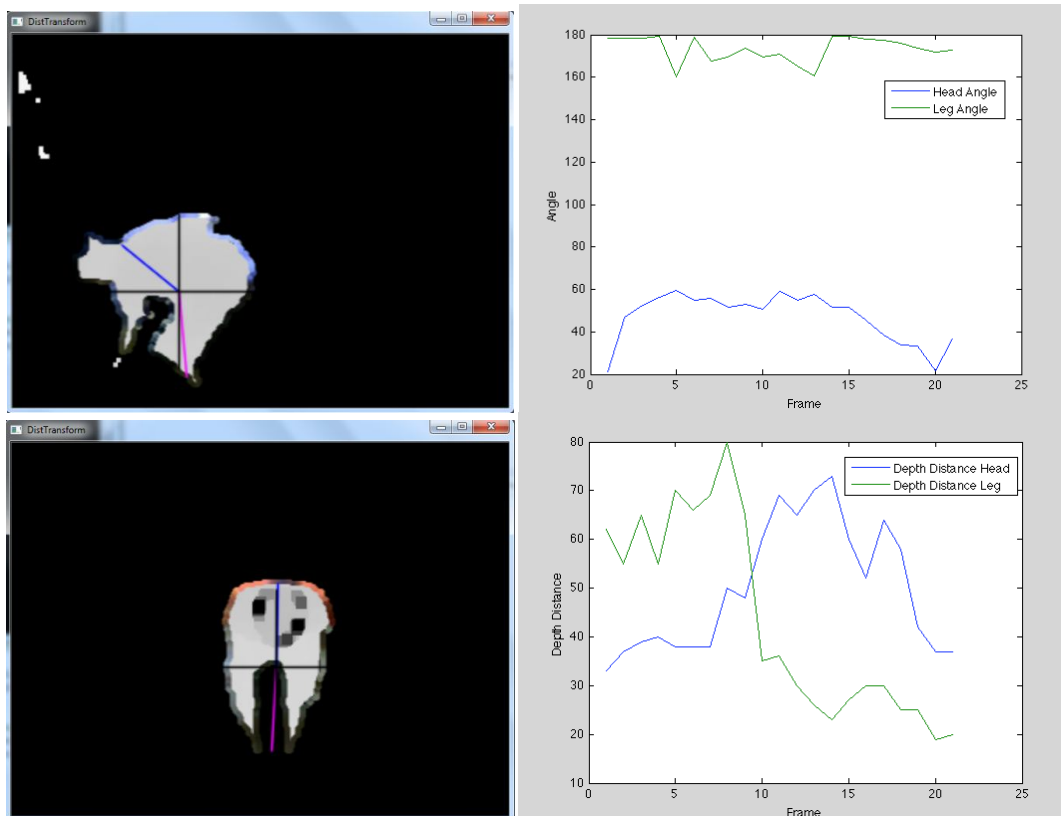 DistTransform
180
160
140
120
100
80
60
40
20
0
5
10
15
20
25
Angle
Frame
Head Angle
Leg Angle
DistTransform
80
70
60
50
40
30
20
10
0
5
10
15
20
25
Depth Distance
Frame
Depth Distance Head
Depth Distance Leg